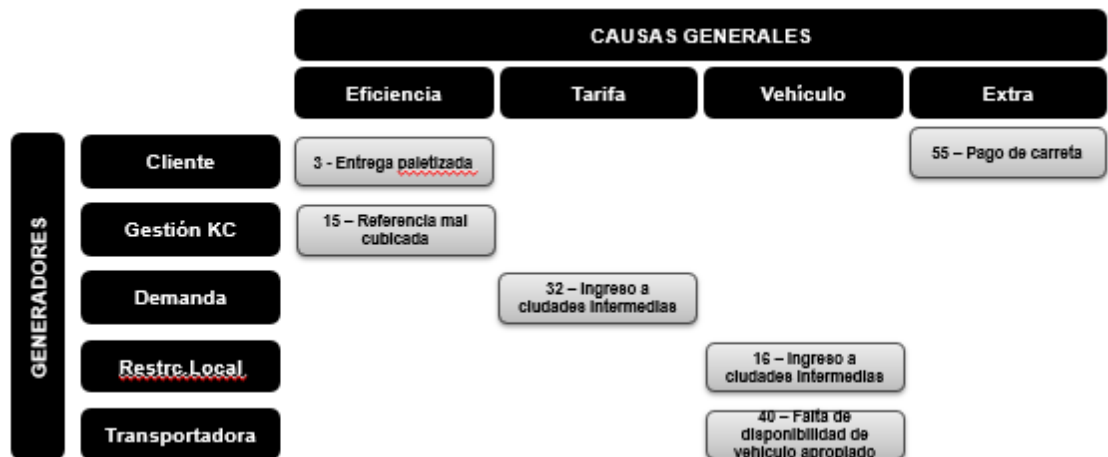 CAUSAS GENERALES
Eficiencia
Tarifa
Vehículo
Extra
GENERADORES
Cliente
3 - Entrega paletizada
55 – Pago de carreta
Gestión KC
15 – Referencia mal
cubicada
Demanda
32 – Ingreso a
ciudades intermedias
Restrc.Local
16 – Ingreso a
ciudades intermedias
Transportadora
40 – Falta de
disponibilidad de
vehículo apropiado